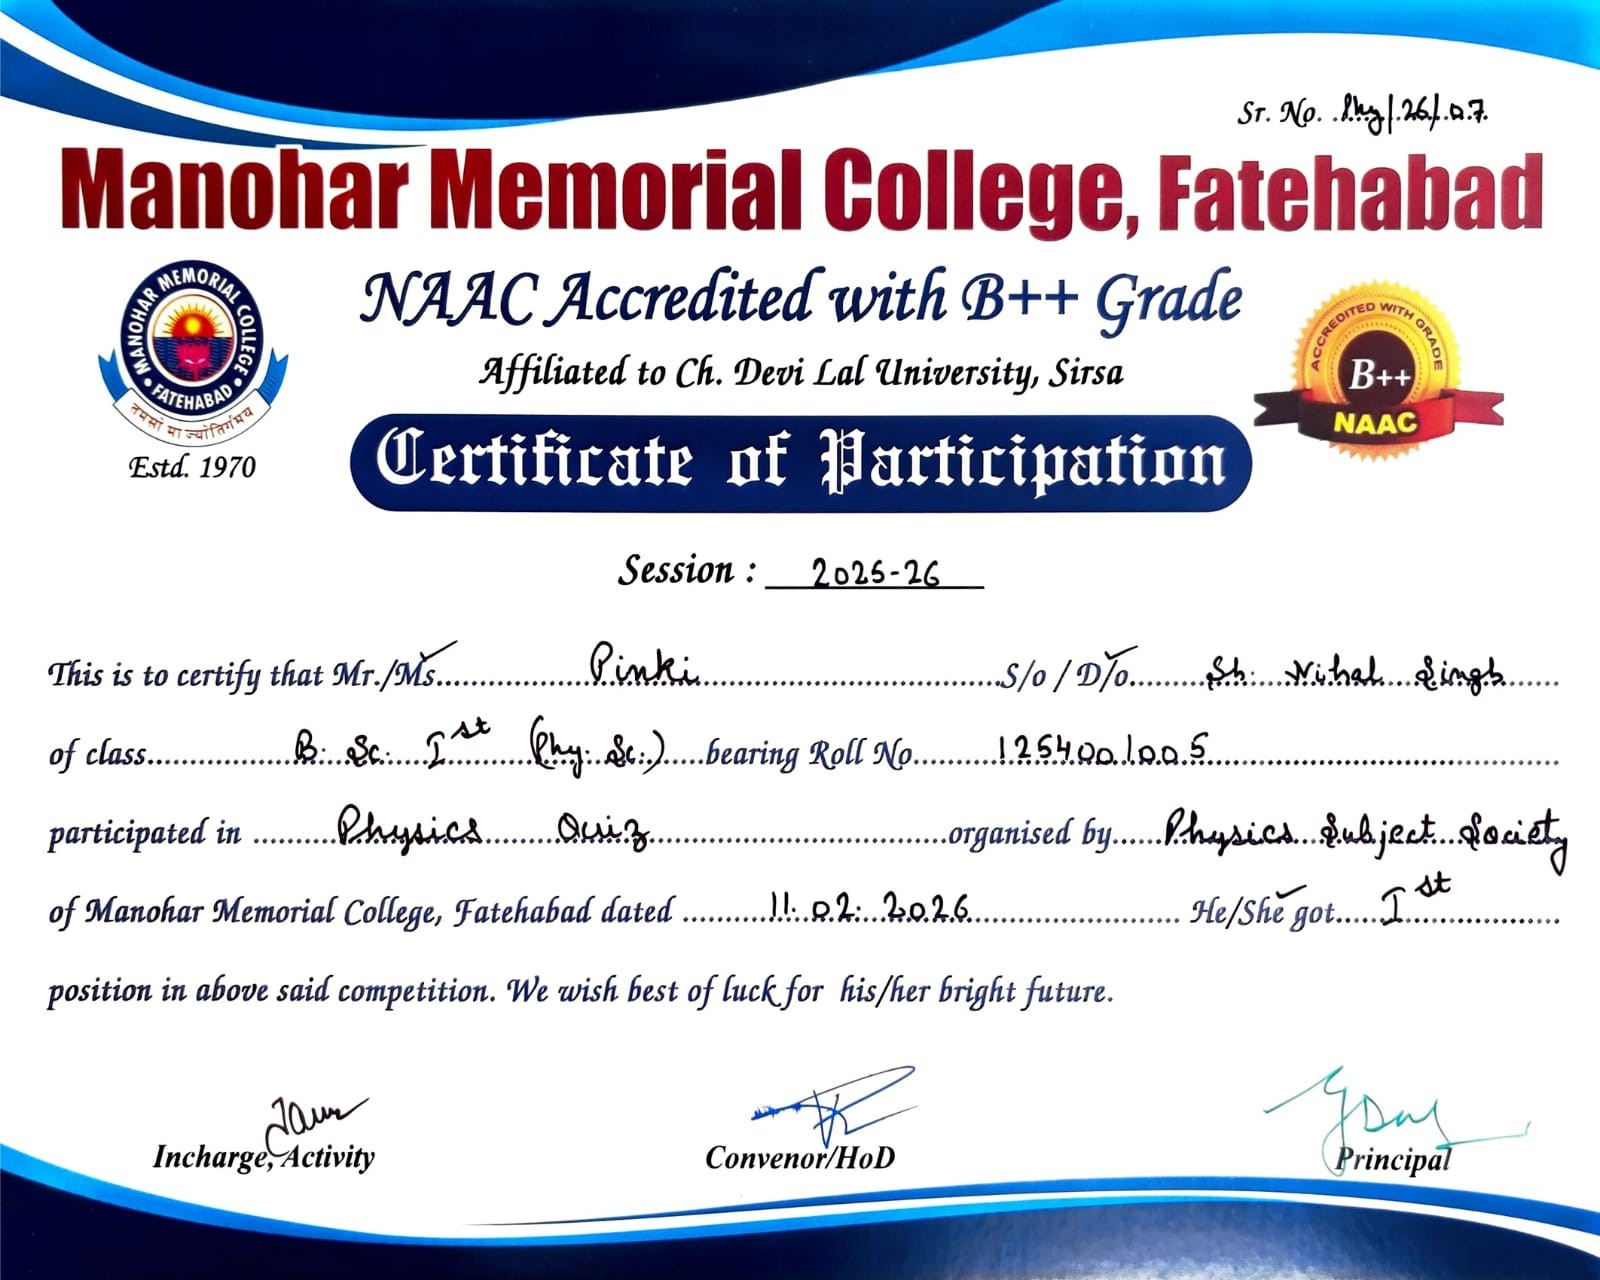 Sr. No. Phy/26/07
Manohar Memorial College, Fatehabad
NAAC Accredited with B++ Grade
Affiliated to Ch. Devi Lal University, Sirsa
MANOHAR MEMORIAL COLLEGE
• FATEHABAD •
तमसो मा ज्योतिर्गमय
Estd. 1970
ACCREDITED WITH GRADE
B++
NAAC
Certificate of Participation
Session : 2025-26
This is to certify that Mr./Ms. Pinki S/o / D/o Sh. Nihal Singh
of class B. Sc. Ist (Phy. Sc.) bearing Roll No. 1254001005
participated in Physics Quiz organised by Physics Subject Society
of Manohar Memorial College, Fatehabad dated 11.02.2026 He/She got Ist
position in above said competition. We wish best of luck for his/her bright future.
Incharge, Activity
Convenor/HoD
Principal